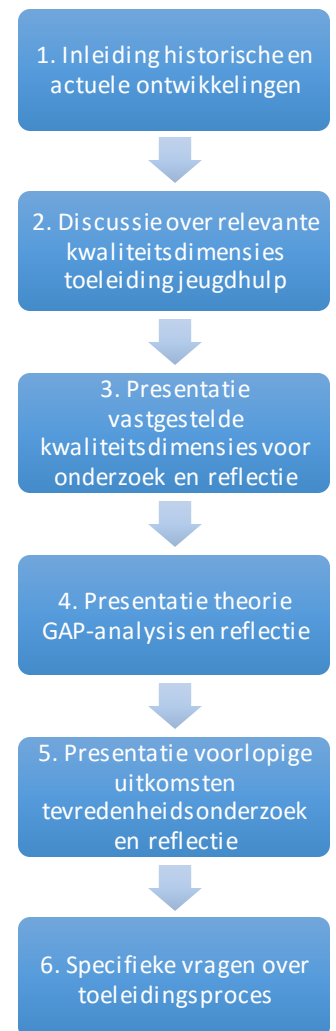 1. Inleiding historische en
actuele ontwikkelingen
2. Discussie over relevante
kwaliteitsdimensies
toeleiding jeugdhulp
3. Presentatie
vastgestelde
kwaliteitsdimensies voor
onderzoek en reflectie
4. Presentatie theorie
GAP-analysis en reflectie
5. Presentatie voorlopige
uitkomsten
tevredenheidsonderzoek
en reflectie
6. Specifieke vragen over
toeleidingsproces